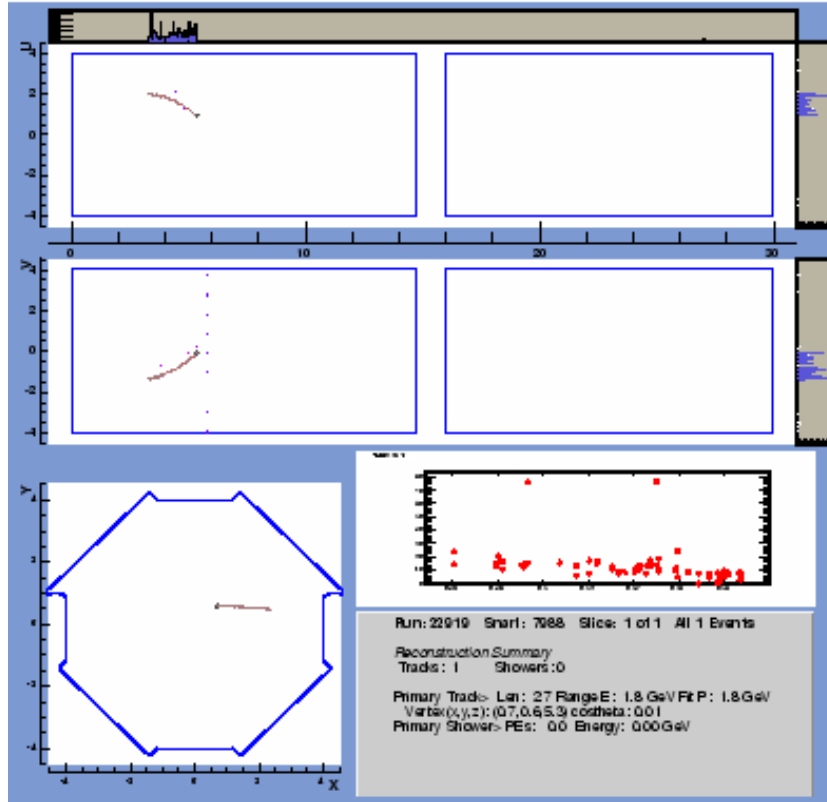 U
4
2
0
-2
-4
0 10 20 30
V
4
2
0
-2
-4
Y
X
Run: 22919 Snarl: 7988 Slice: 1 of 1 All 1 Events
Reconstruction Summary
Tracks: 1 Showers: 0
Primary Track> Len: 27 RangeE: 1.8 GeV Fit P: 1.8 GeV
Vertex(x,y,z): (0.7,0.6,5.3) costheta: 0.01
Primary Shower> PEs: 0.0 Energy: 0.00 GeV